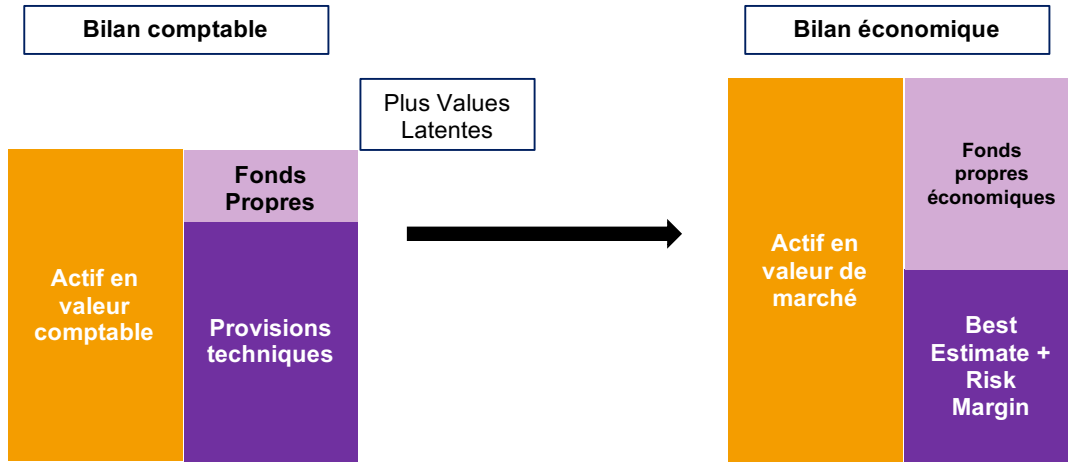 Bilan comptable
Bilan économique
Plus Values
Latentes
Fonds
Propres
Actif en
valeur
comptable
Provisions
techniques
Fonds
propres
économiques
Actif en
valeur de
marché
Best
Estimate +
Risk
Margin